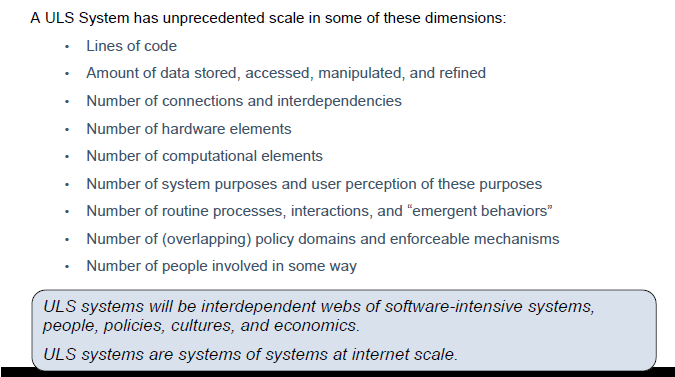 A ULS System has unprecedented scale in some of these dimensions:
• Lines of code
• Amount of data stored, accessed, manipulated, and refined
• Number of connections and interdependencies
• Number of hardware elements
• Number of computational elements
• Number of system purposes and user perception of these purposes
• Number of routine processes, interactions, and “emergent behaviors”
• Number of (overlapping) policy domains and enforceable mechanisms
• Number of people involved in some way
ULS systems will be interdependent webs of software-intensive systems,
people, policies, cultures, and economics.
ULS systems are systems of systems at internet scale.